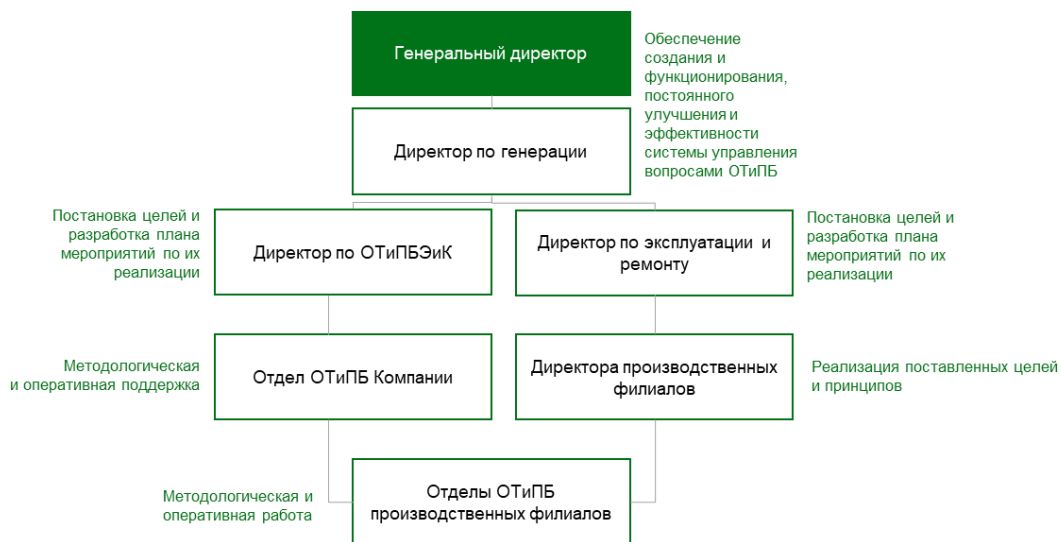 Генеральный директор
Обеспечение
создания и
функционирования,
постоянного
улучшения и
эффективности
системы управления
вопросами ОТиПБ
Директор по генерации
Постановка целей и
разработка плана
мероприятий по их
реализации
Директор по ОТиПБЭиК
Директор по эксплуатации и
ремонту
Постановка целей и
разработка плана
мероприятий по их
реализации
Методологическая
и оперативная поддержка
Отдел ОТиПБ Компании
Директора производственных
филиалов
Реализация поставленных целей
и принципов
Методологическая и
оперативная работа
Отделы ОТиПБ
производственных филиалов